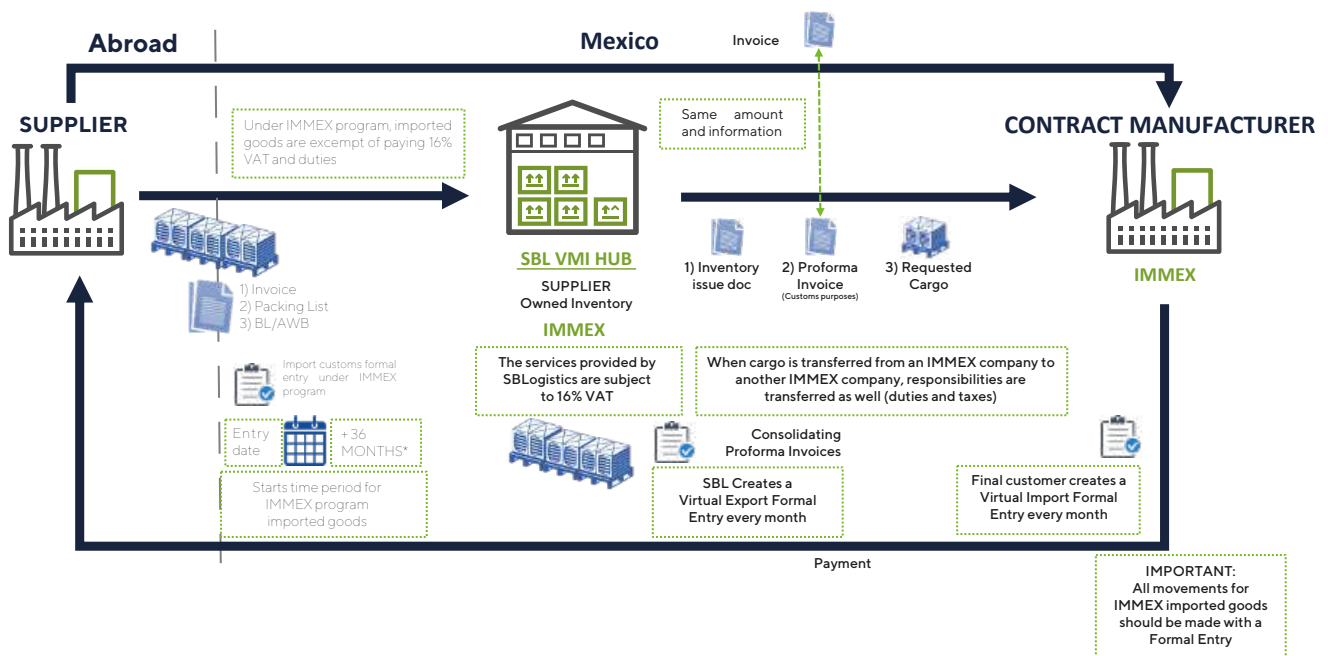 Abroad
Mexico
Invoice
SUPPLIER
Under IMMEX program, imported
goods are excempt of paying 16%
VAT and duties
Same amount
and information
CONTRACT MANUFACTURER
1) Invoice
2) Packing List
3) BL/AWB
SBL VMI HUB
SUPPLIER
Owned Inventory
IMMEX
1) Inventory
issue doc
2) Proforma
Invoice
(Customs purposes)
3) Requested
Cargo
IMMEX
Import customs formal
entry under IMMEX
program
The services provided by
SBLogistics are subject
to 16% VAT
When cargo is transferred from an IMMEX company to
another IMMEX company, responsibilities are
transferred as well (duties and taxes)
Entry
date
+36
MONTHS*
Starts time period for
IMMEX program
imported goods
Consolidating
Proforma Invoices
SBL Creates a
Virtual Export Formal
Entry every month
Final customer creates a
Virtual Import Formal
Entry every month
Payment
IMPORTANT:
All movements for
IMMEX imported goods
should be made with a
Formal Entry